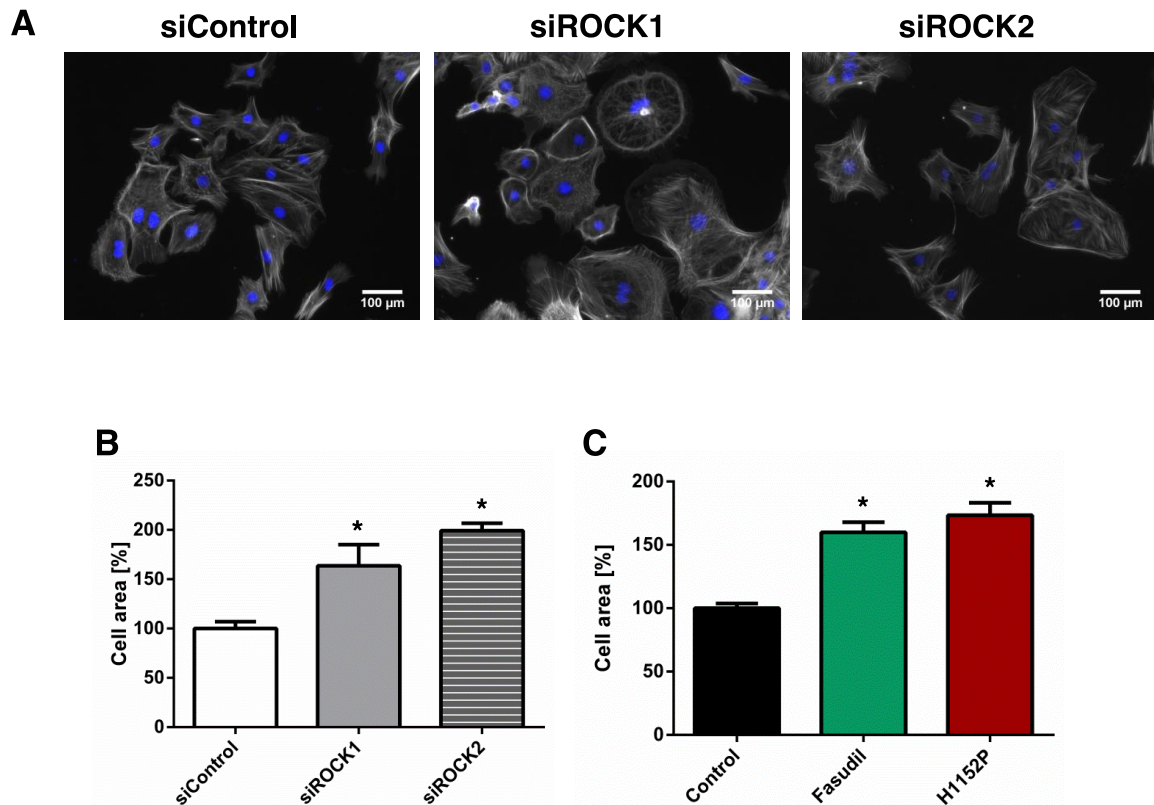 A
siControl siROCK1 siROCK2
100 µm 100 µm 100 µm
B
Cell area [%]
250
200
150
100
50
0
* *
siControl siROCK1 siROCK2
C
Cell area [%]
200
150
100
50
0
* *
Control Fasudil H1152P